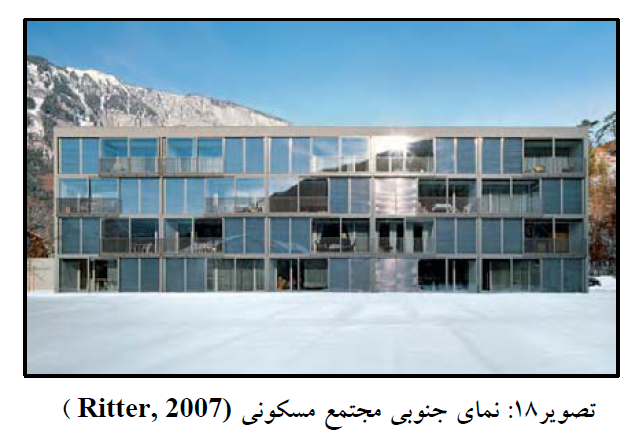 تصویر۱۸: نمای جنوبی مجتمع مسکونی (Ritter, 2007 )